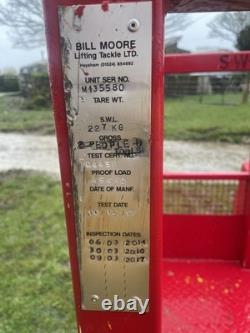 BILL MOORE
Lifting Tackle LTD.
UNIT SER NO.
M135580
TARE WT.
S.W.L.
227 KG
GROSS
2 PEOPLE
TEST CERT. NO.
PROOF LOAD
DATE OF MANF.
TEST DATE
INSPECTION DATES
06 03 2014
30 03 2016
09 03 2017
S.W